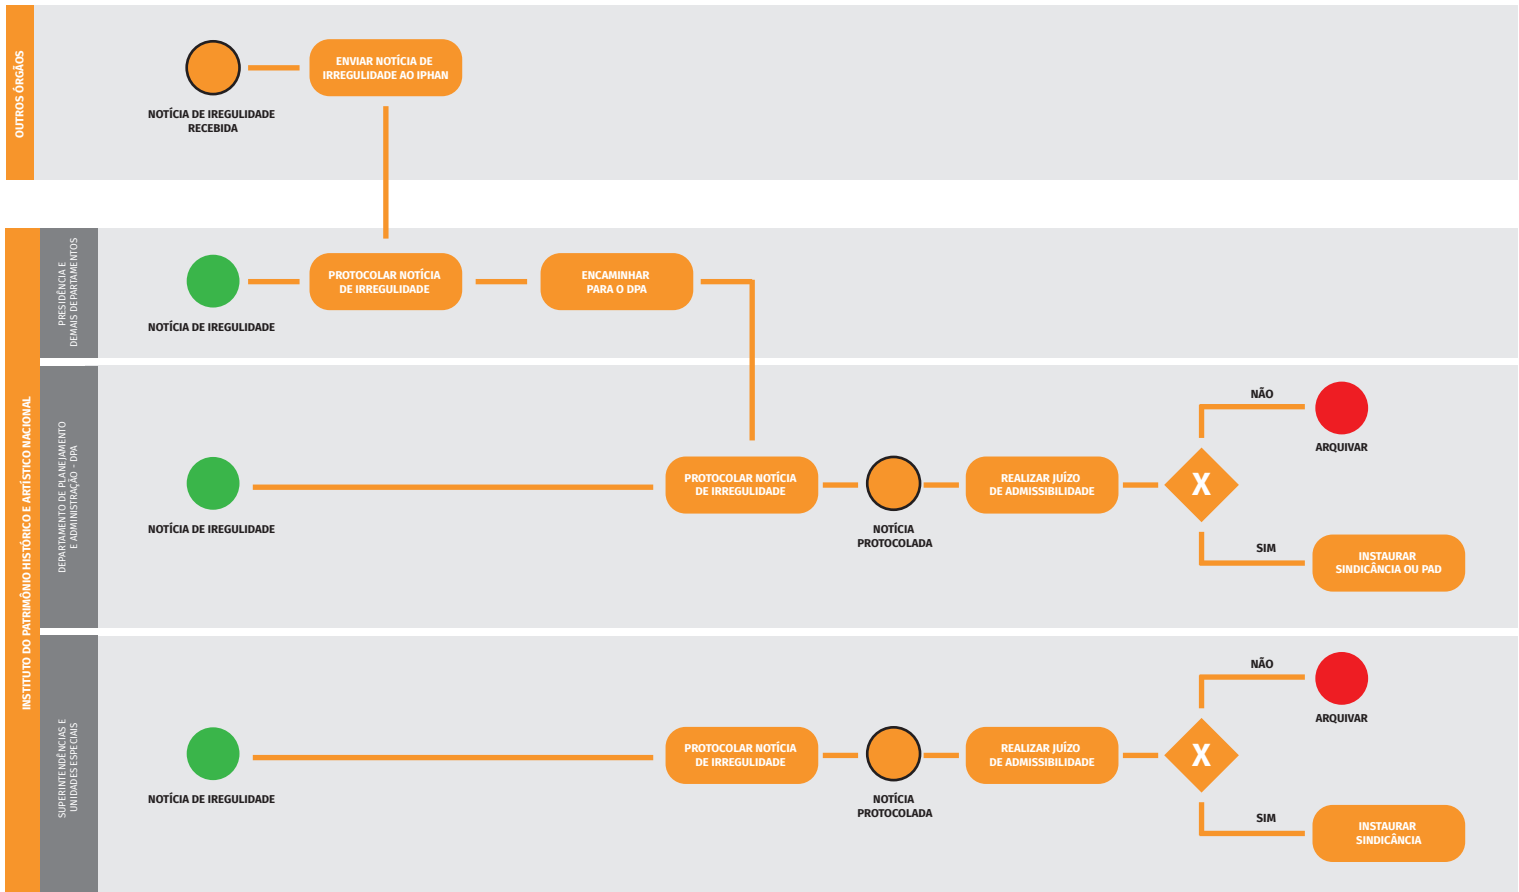 OUTROS ÓRGÃOS
ENVIAR NOTÍCIA DE
IRREGULIDADE AO IPHAN
NOTÍCIA DE IREGULIDADE
RECEBIDA
INSTITUTO DO PATRIMÔNIO HISTÓRICO E ARTÍSTICO NACIONAL
PRESIDÊNCIA E
DEMAIS DEPARTAMENTOS
PROTOCOLAR NOTÍCIA
DE IRREGULIDADE
ENCAMINHAR
PARA O DPA
NOTÍCIA DE IREGULIDADE
DEPARTAMENTO DE PLANEJAMENTO
E ADMINISTRAÇÃO - DPA
NOTÍCIA DE IREGULIDADE
PROTOCOLAR NOTÍCIA
DE IRREGULIDADE
NOTÍCIA
PROTOCOLADA
REALIZAR JUÍZO
DE ADMISSIBILIDADE
X
NÃO
ARQUIVAR
SIM
INSTAURAR
SINDICÂNCIA OU PAD
SUPERINTENDÊNCIAS E
UNIDADES ESPECIAIS
NOTÍCIA DE IREGULIDADE
PROTOCOLAR NOTÍCIA
DE IRREGULIDADE
NOTÍCIA
PROTOCOLADA
REALIZAR JUÍZO
DE ADMISSIBILIDADE
X
NÃO
ARQUIVAR
SIM
INSTAURAR
SINDICÂNCIA